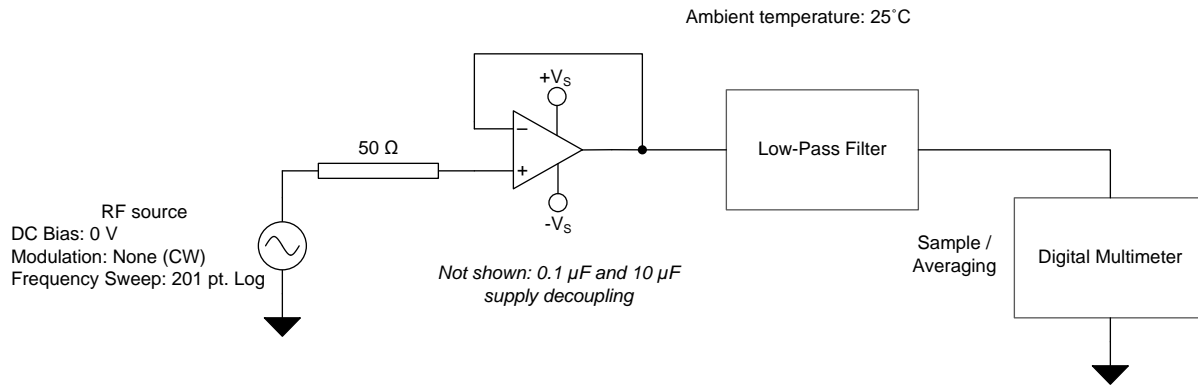 Ambient temperature: 25˚C
+VS
50 Ω
−
+
-VS
Low-Pass Filter
RF source
DC Bias: 0 V
Modulation: None (CW)
Frequency Sweep: 201 pt. Log
Not shown: 0.1 µF and 10 µF
supply decoupling
Sample /
Averaging
Digital Multimeter